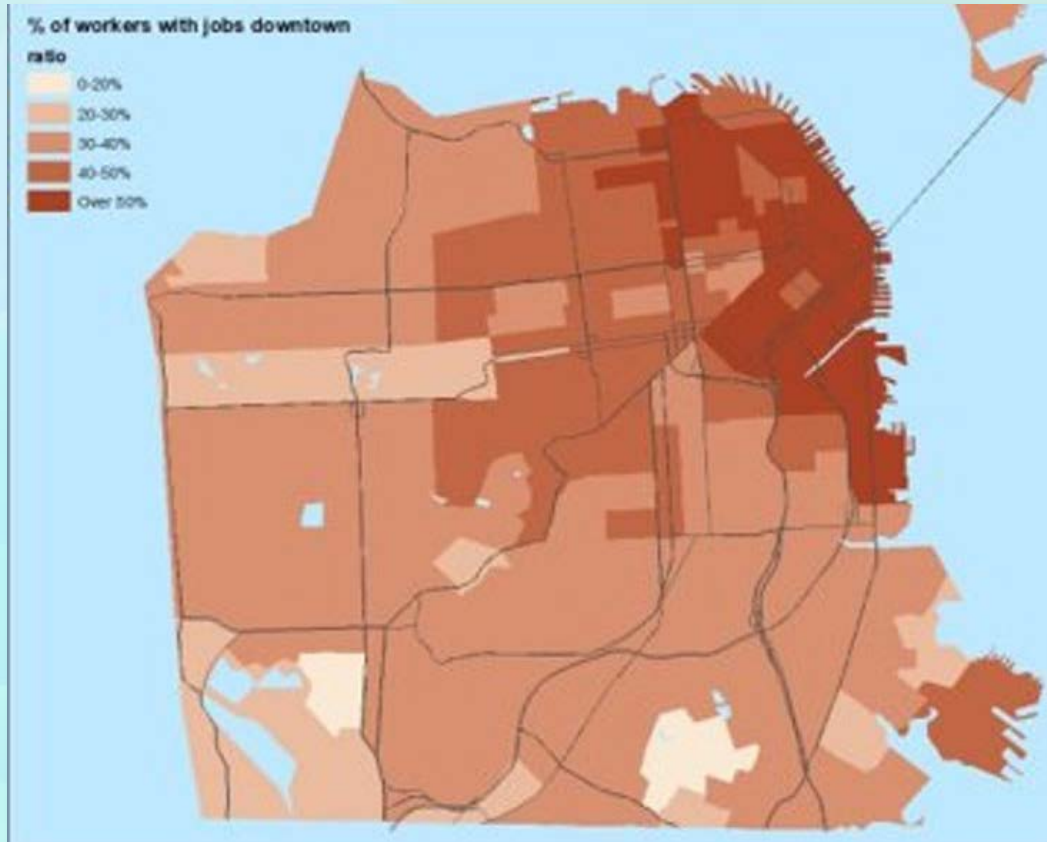 % of workers with jobs downtown
ratio
0-20%
20-30%
30-40%
40-50%
Over 50%